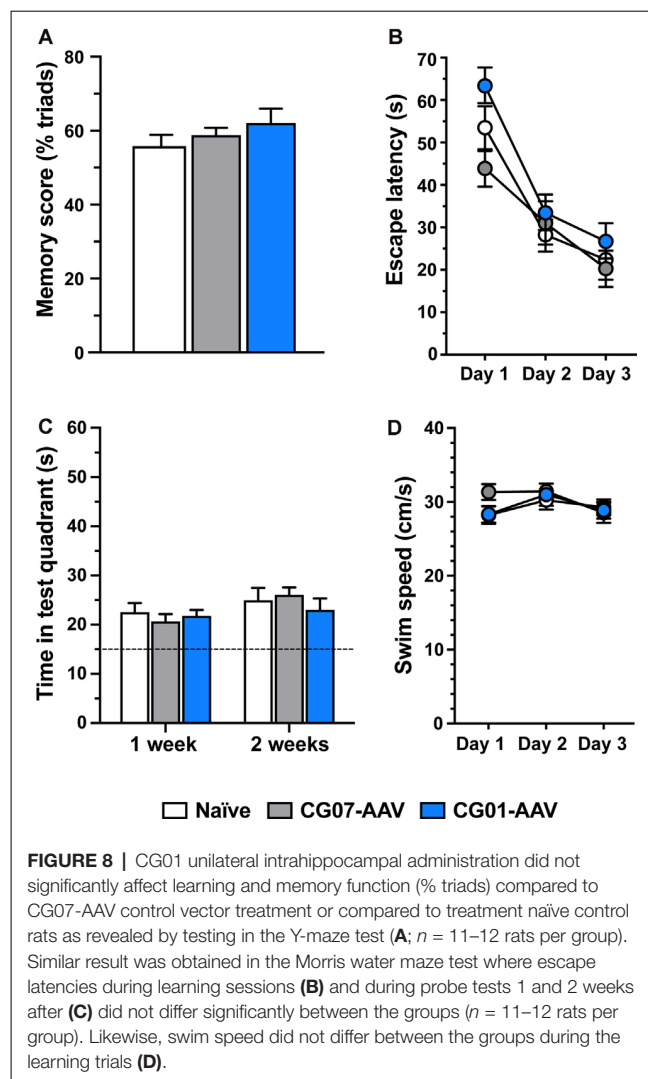 A
Memory score (% triads)
80
60
40
20
0
B
Escape latency (s)
70
60
50
40
30
20
10
0
Day 1 Day 2 Day 3
C
Time in test quadrant (s)
60
50
40
30
20
10
0
1 week 2 weeks
D
Swim speed (cm/s)
40
30
20
10
0
Day 1 Day 2 Day 3
Naïve CG07-AAV CG01-AAV
FIGURE 8 | CG01 unilateral intrahippocampal administration did not
significantly affect learning and memory function (% triads) compared to
CG07-AAV control vector treatment or compared to treatment naïve control
rats as revealed by testing in the Y-maze test (A; n = 11–12 rats per group).
Similar result was obtained in the Morris water maze test where escape
latencies during learning sessions (B) and during probe tests 1 and 2 weeks
after (C) did not differ significantly between the groups (n = 11–12 rats per
group). Likewise, swim speed did not differ between the groups during the
learning trials (D).